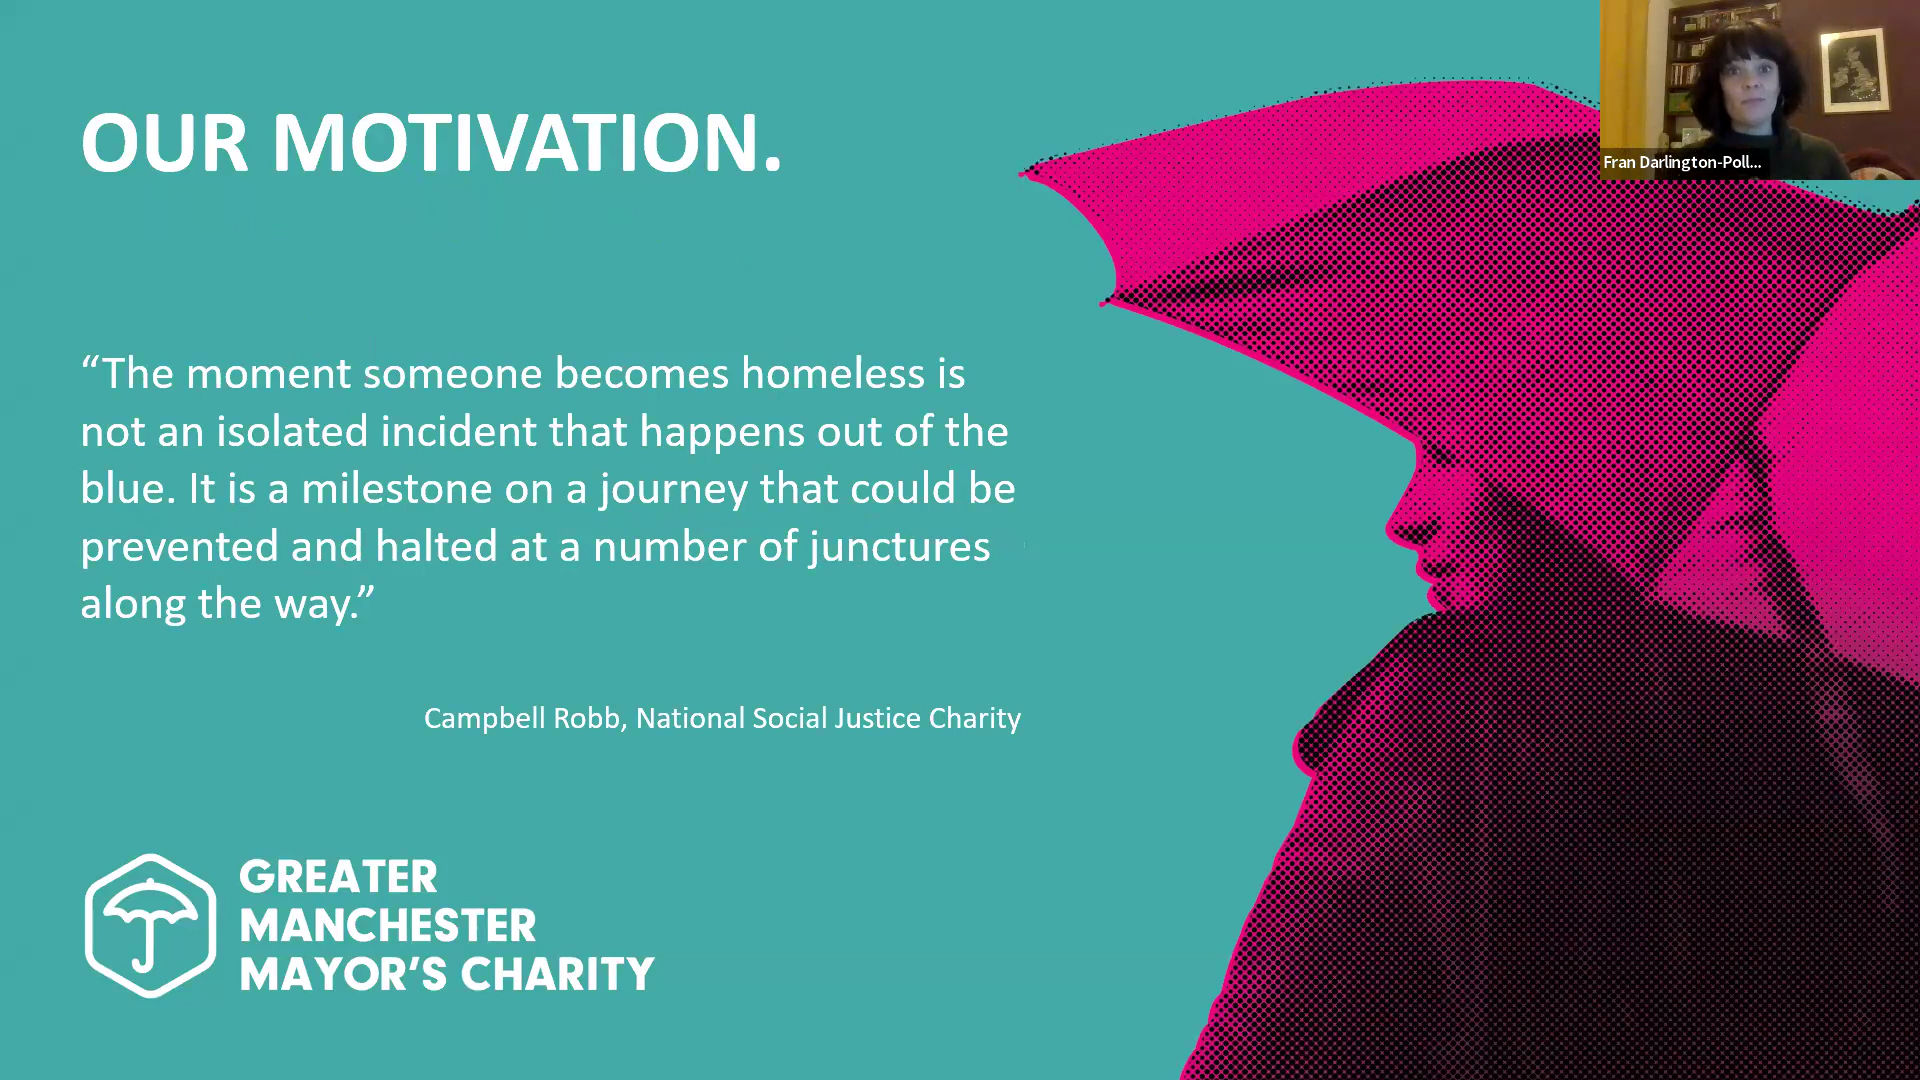 OUR MOTIVATION.
“The moment someone becomes homeless is
not an isolated incident that happens out of the
blue. It is a milestone on a journey that could be
prevented and halted at a number of junctures
along the way.”
Campbell Robb, National Social Justice Charity
GREATER
MANCHESTER
MAYOR’S CHARITY
Fran Darlington-Poll...